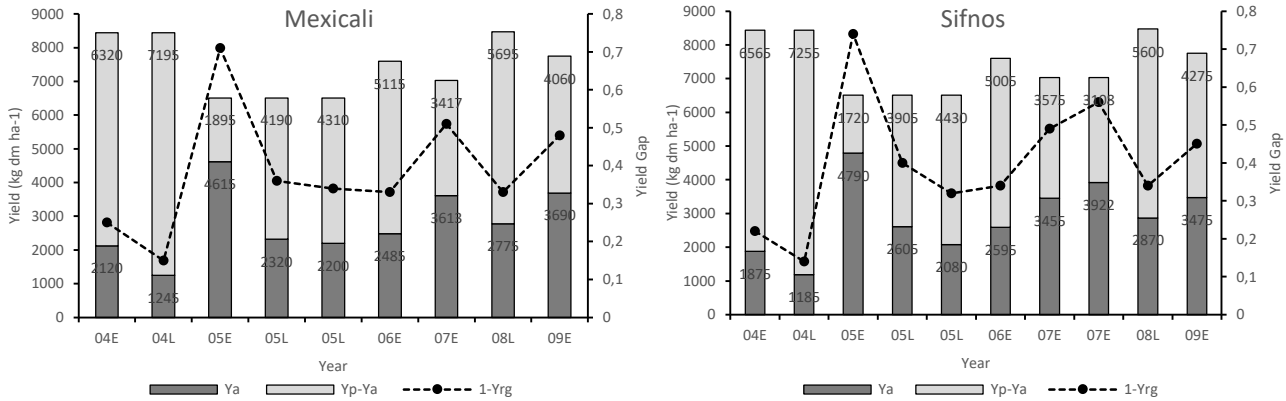 Mexicali
Yield (kg dm ha-1)
9000
8000
7000
6000
5000
4000
3000
2000
1000
0
6320 7195 1895 4190 4310 5115 3417 5695 4060
2120 1245 4615 2320 2200 2485 3613 2775 3690
0,8
0,7
0,6
0,5
0,4
0,3
0,2
0,1
0
Yield Gap
04E 04L 05E 05L 05L 06E 07E 08L 09E
Year
Ya Yp-Ya 1-Yrg
Sifnos
Yield (kg dm ha-1)
9000
8000
7000
6000
5000
4000
3000
2000
1000
0
6565 7255 1720 3905 4430 5005 3575 3108 5600 4275
1875 1185 4790 2605 2080 2595 3455 3922 2870 3475
0,8
0,7
0,6
0,5
0,4
0,3
0,2
0,1
0
Yield Gap
04E 04L 05E 05L 05L 06E 07E 07E 08L 09E
Year
Ya Yp-Ya 1-Yrg